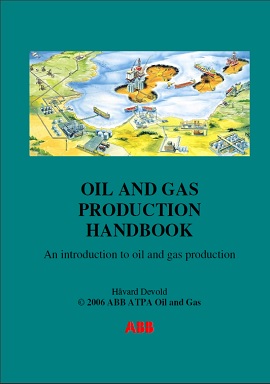 OIL AND GAS
PRODUCTION
HANDBOOK
An introduction to oil and gas production
Håvard Devold
© 2006 ABB ATPA Oil and Gas
ABB